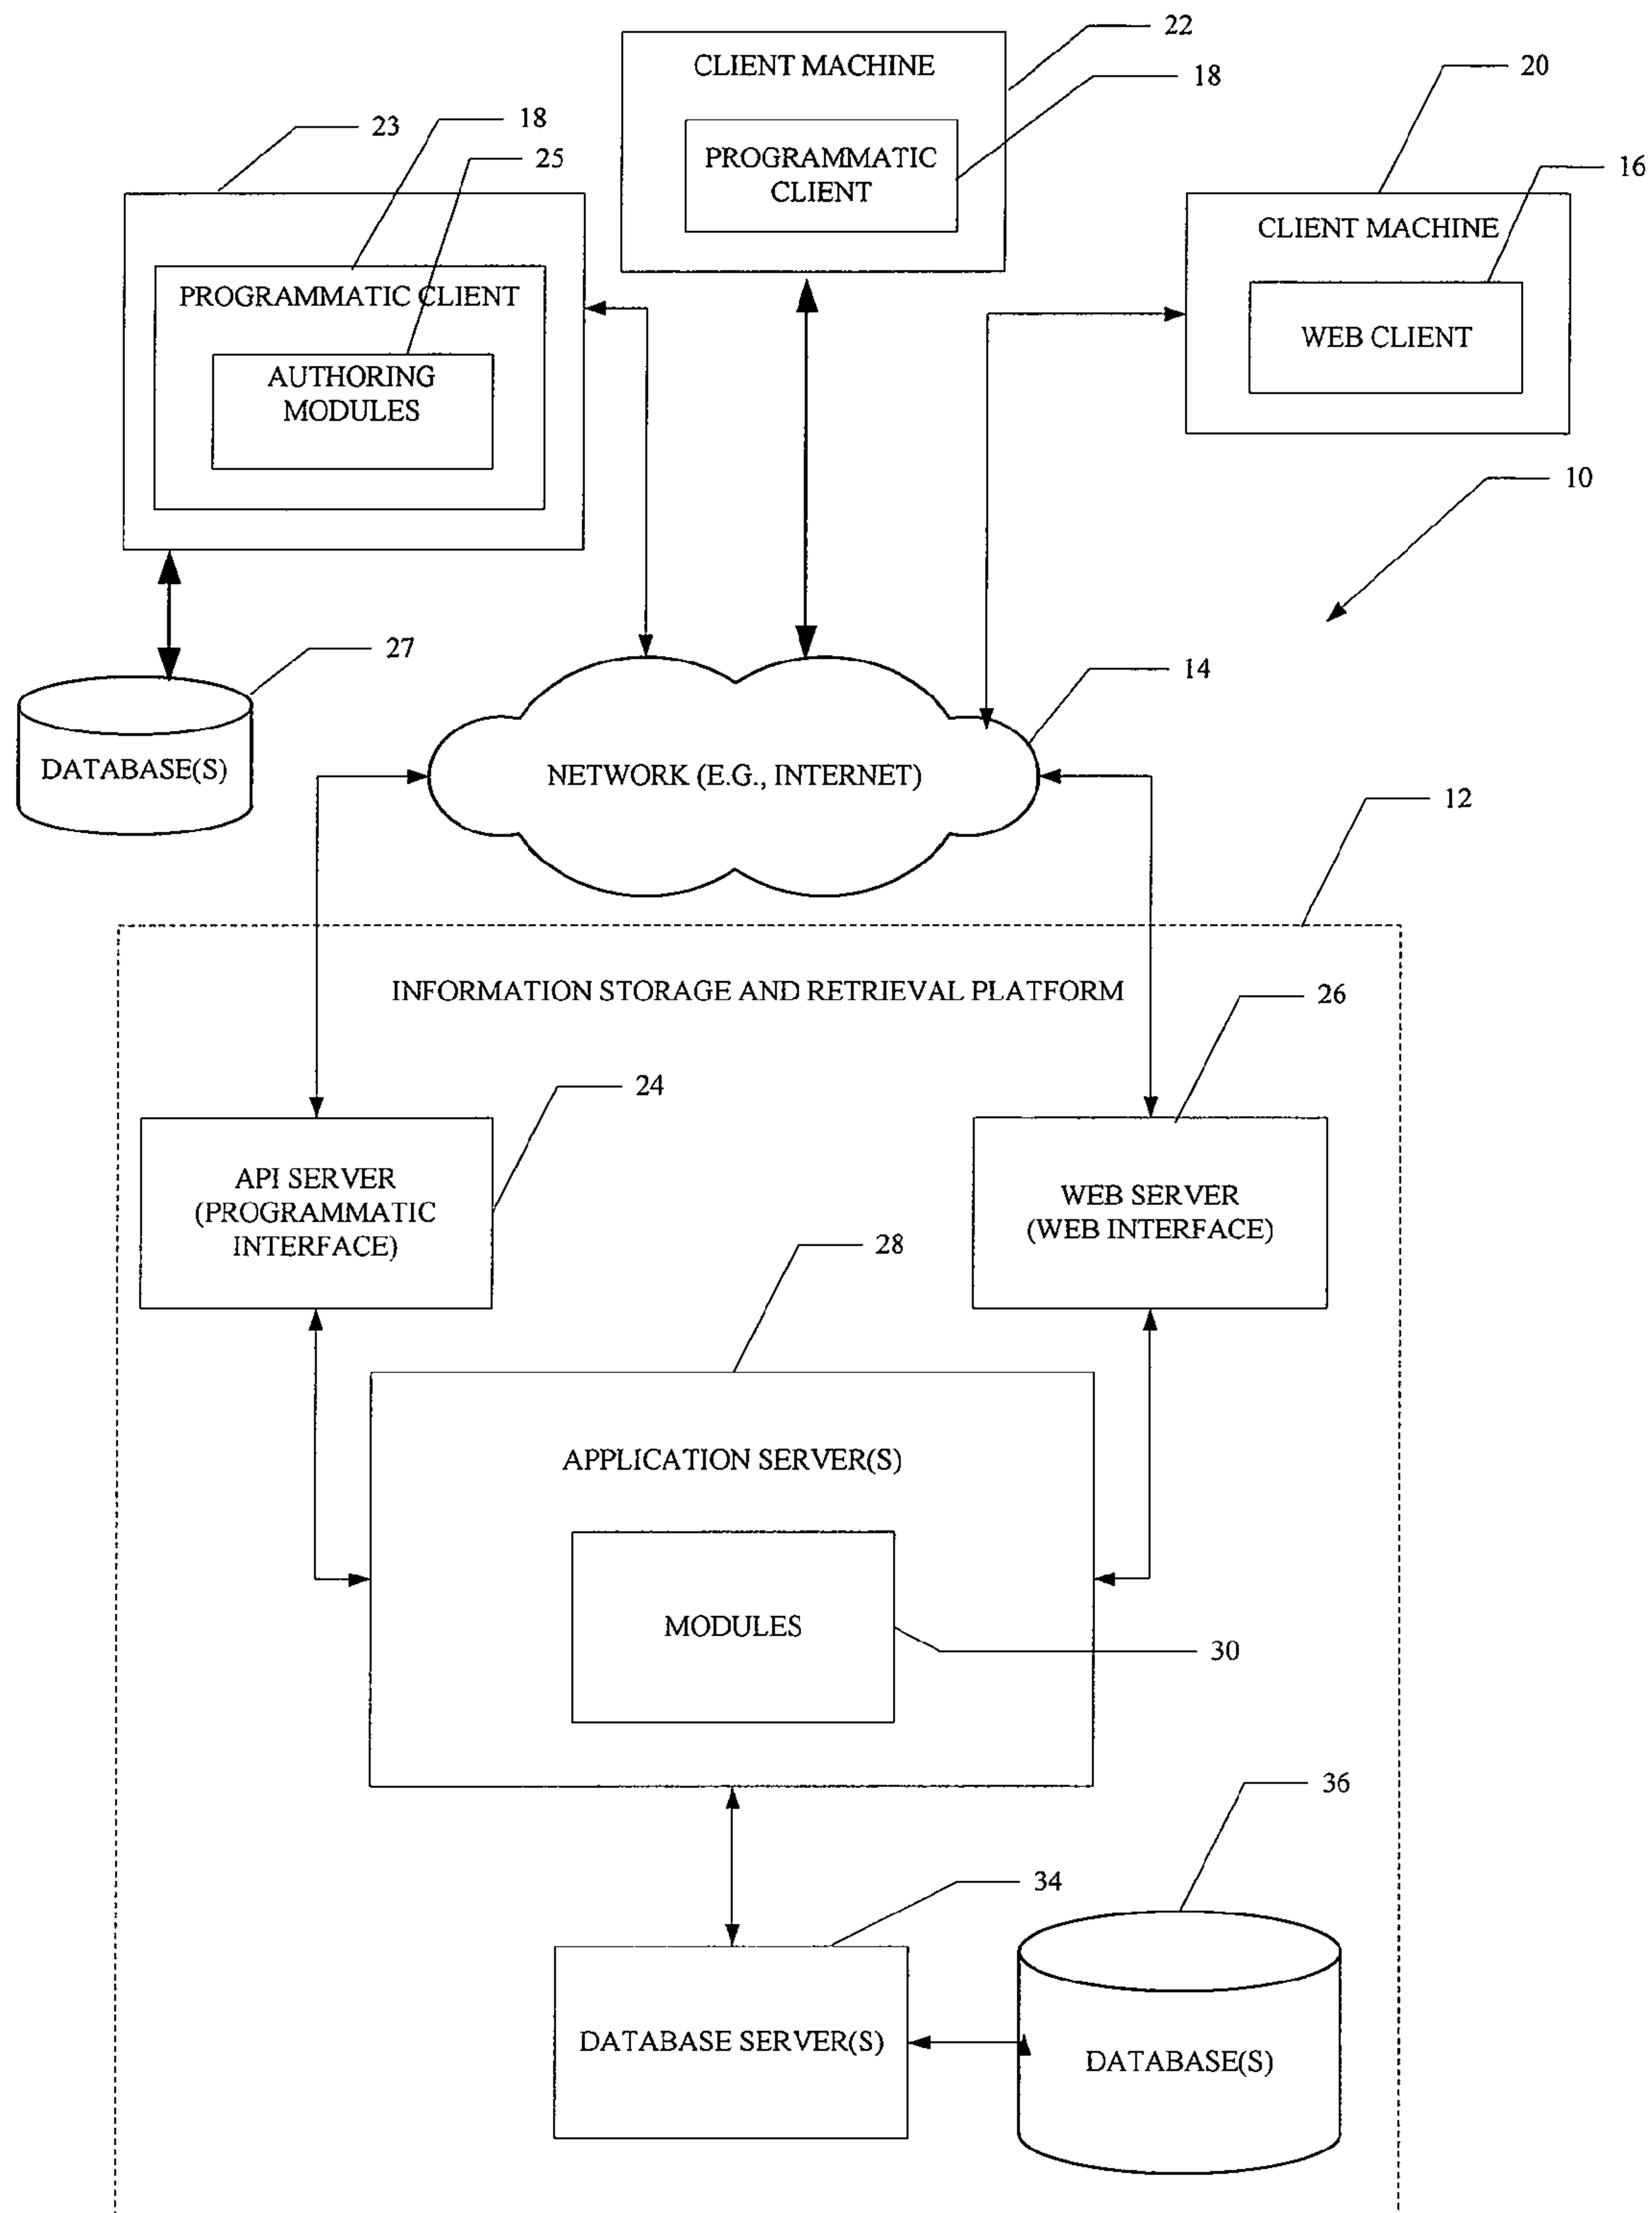 22
CLIENT MACHINE
18
PROGRAMMATIC
CLIENT
20
16
CLIENT MACHINE
WEB CLIENT
23
18
25
PROGRAMMATIC CLIENT
AUTHORING
MODULES
10
27
DATABASE(S)
14
NETWORK (E.G., INTERNET)
12
INFORMATION STORAGE AND RETRIEVAL PLATFORM
26
24
API SERVER
(PROGRAMMATIC
INTERFACE)
WEB SERVER
(WEB INTERFACE)
28
APPLICATION SERVER(S)
MODULES
30
36
34
DATABASE SERVER(S)
DATABASE(S)